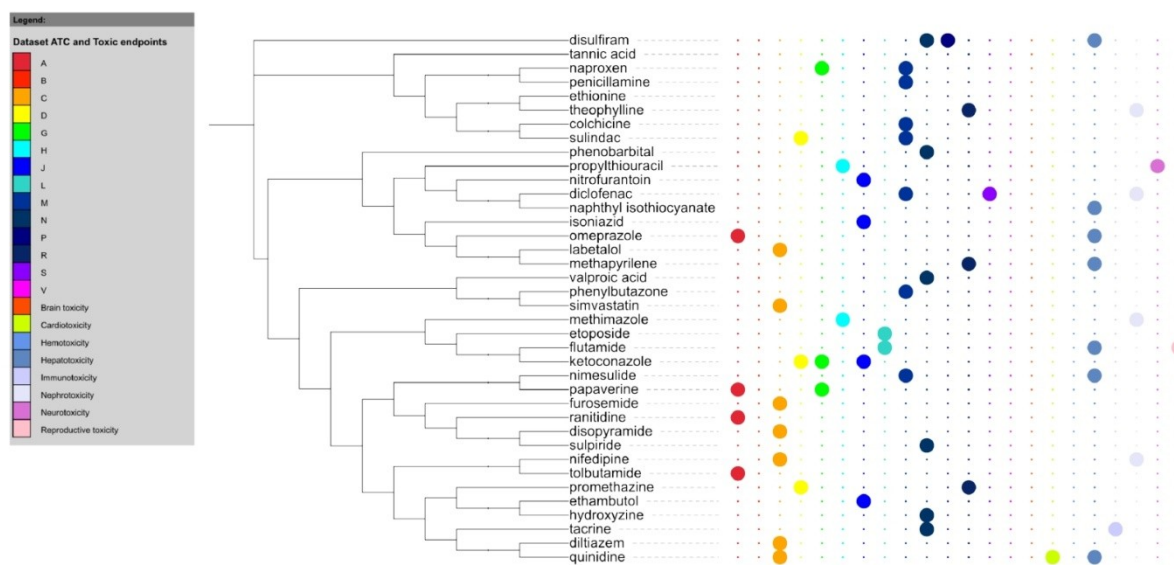 Legend:
Dataset ATC and Toxic endpoints
A
B
C
D
G
H
J
L
M
N
P
R
S
V
Brain toxicity
Cardiotoxicity
Hemotoxicity
Hepatotoxicity
Immunotoxicity
Nephrotoxicity
Neurotoxicity
Reproductive toxicity
disulfiram
tannic acid
naproxen
penicillamine
ethionine
theophylline
colchicine
sulindac
phenobarbital
propylthiouracil
nitrofurantoin
diclofenac
naphthyl isothiocyanate
isoniazid
omeprazole
labetalol
methapyrilene
valproic acid
phenylbutazone
simvastatin
methimazole
etoposide
flutamide
ketoconazole
nimesulide
papaverine
furosemide
ranitidine
disopyramide
sulpiride
nifedipine
tolbutamide
promethazine
ethambutol
hydroxyzine
tacrine
diltiazem
quinidine